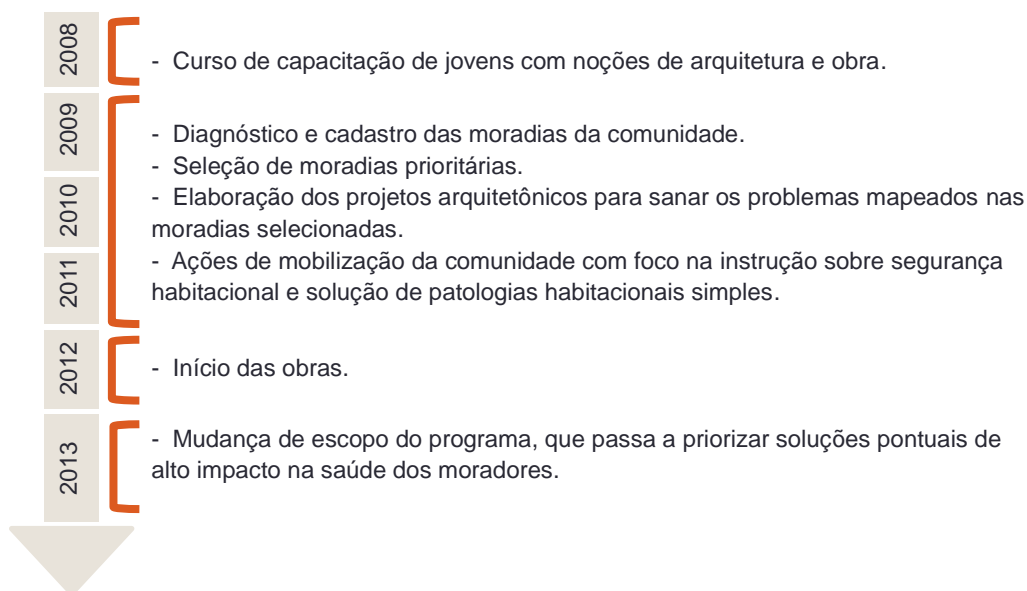 2008
- Curso de capacitação de jovens com noções de arquitetura e obra.
2009
2010
2011
- Diagnóstico e cadastro das moradias da comunidade.
- Seleção de moradias prioritárias.
- Elaboração dos projetos arquitetônicos para sanar os problemas mapeados nas
moradias selecionadas.
- Ações de mobilização da comunidade com foco na instrução sobre segurança
habitacional e solução de patologias habitacionais simples.
2012
- Início das obras.
2013
- Mudança de escopo do programa, que passa a priorizar soluções pontuais de
alto impacto na saúde dos moradores.